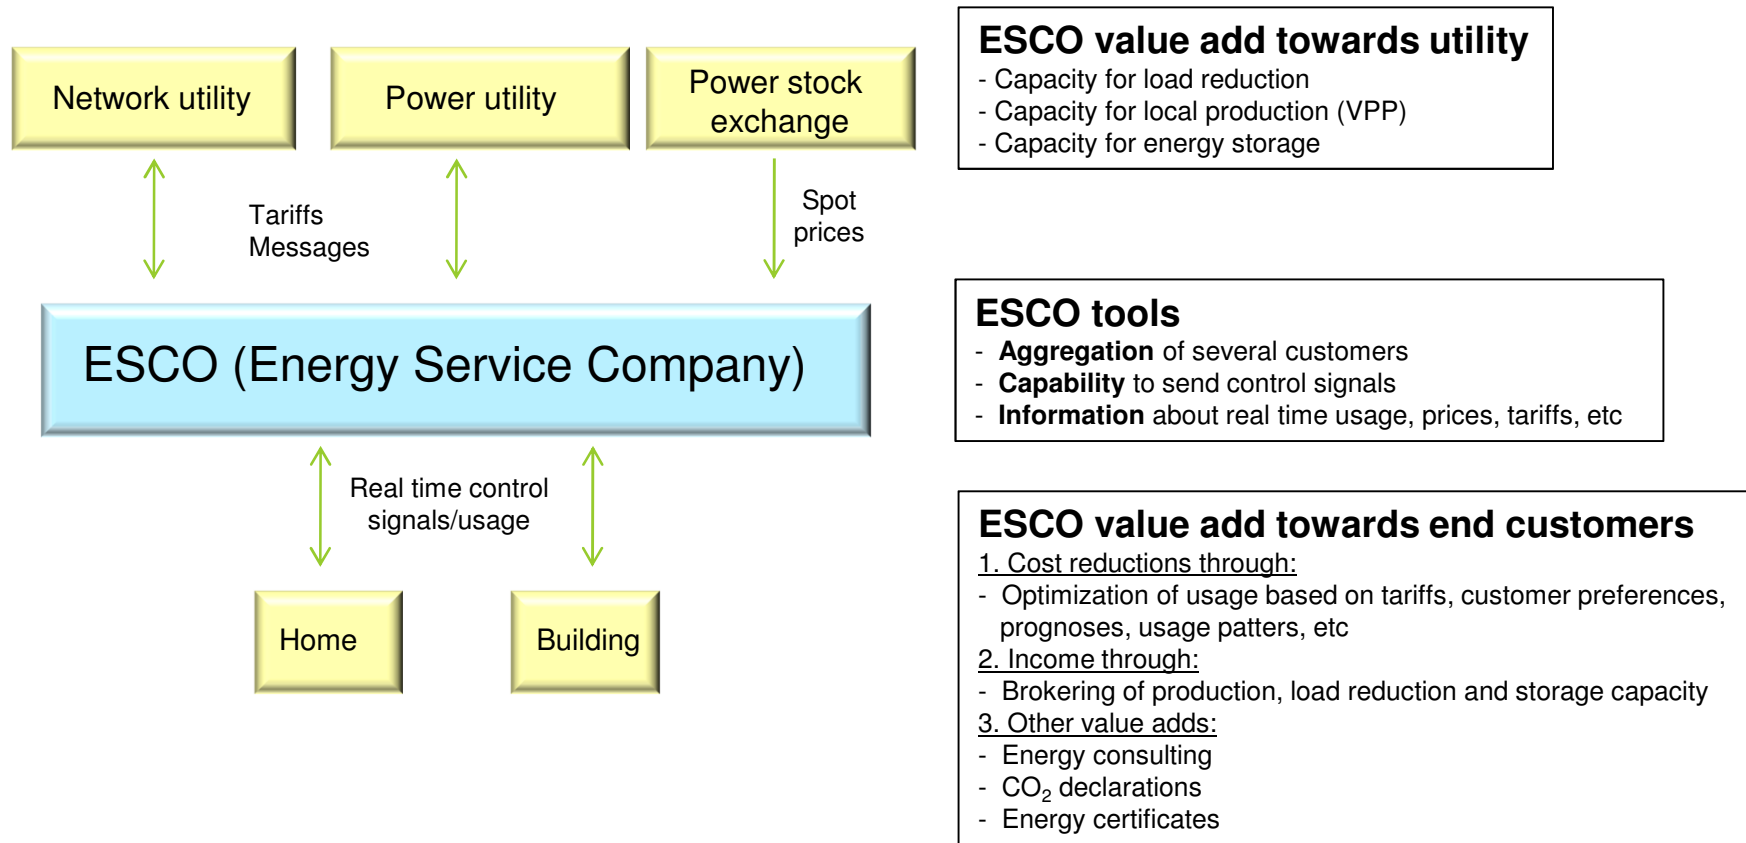 Network utility
Power utility
Power stock
exchange
Tariffs
Messages
Spot
prices
ESCO (Energy Service Company)
Real time control
signals/usage
Home
Building
ESCO value add towards utility
- Capacity for load reduction
- Capacity for local production (VPP)
- Capacity for energy storage
ESCO tools
- Aggregation of several customers
- Capability to send control signals
- Information about real time usage, prices, tariffs, etc
ESCO value add towards end customers
1. Cost reductions through:
- Optimization of usage based on tariffs, customer preferences,
prognoses, usage patters, etc
2. Income through:
- Brokering of production, load reduction and storage capacity
3. Other value adds:
- Energy consulting
- CO₂ declarations
- Energy certificates